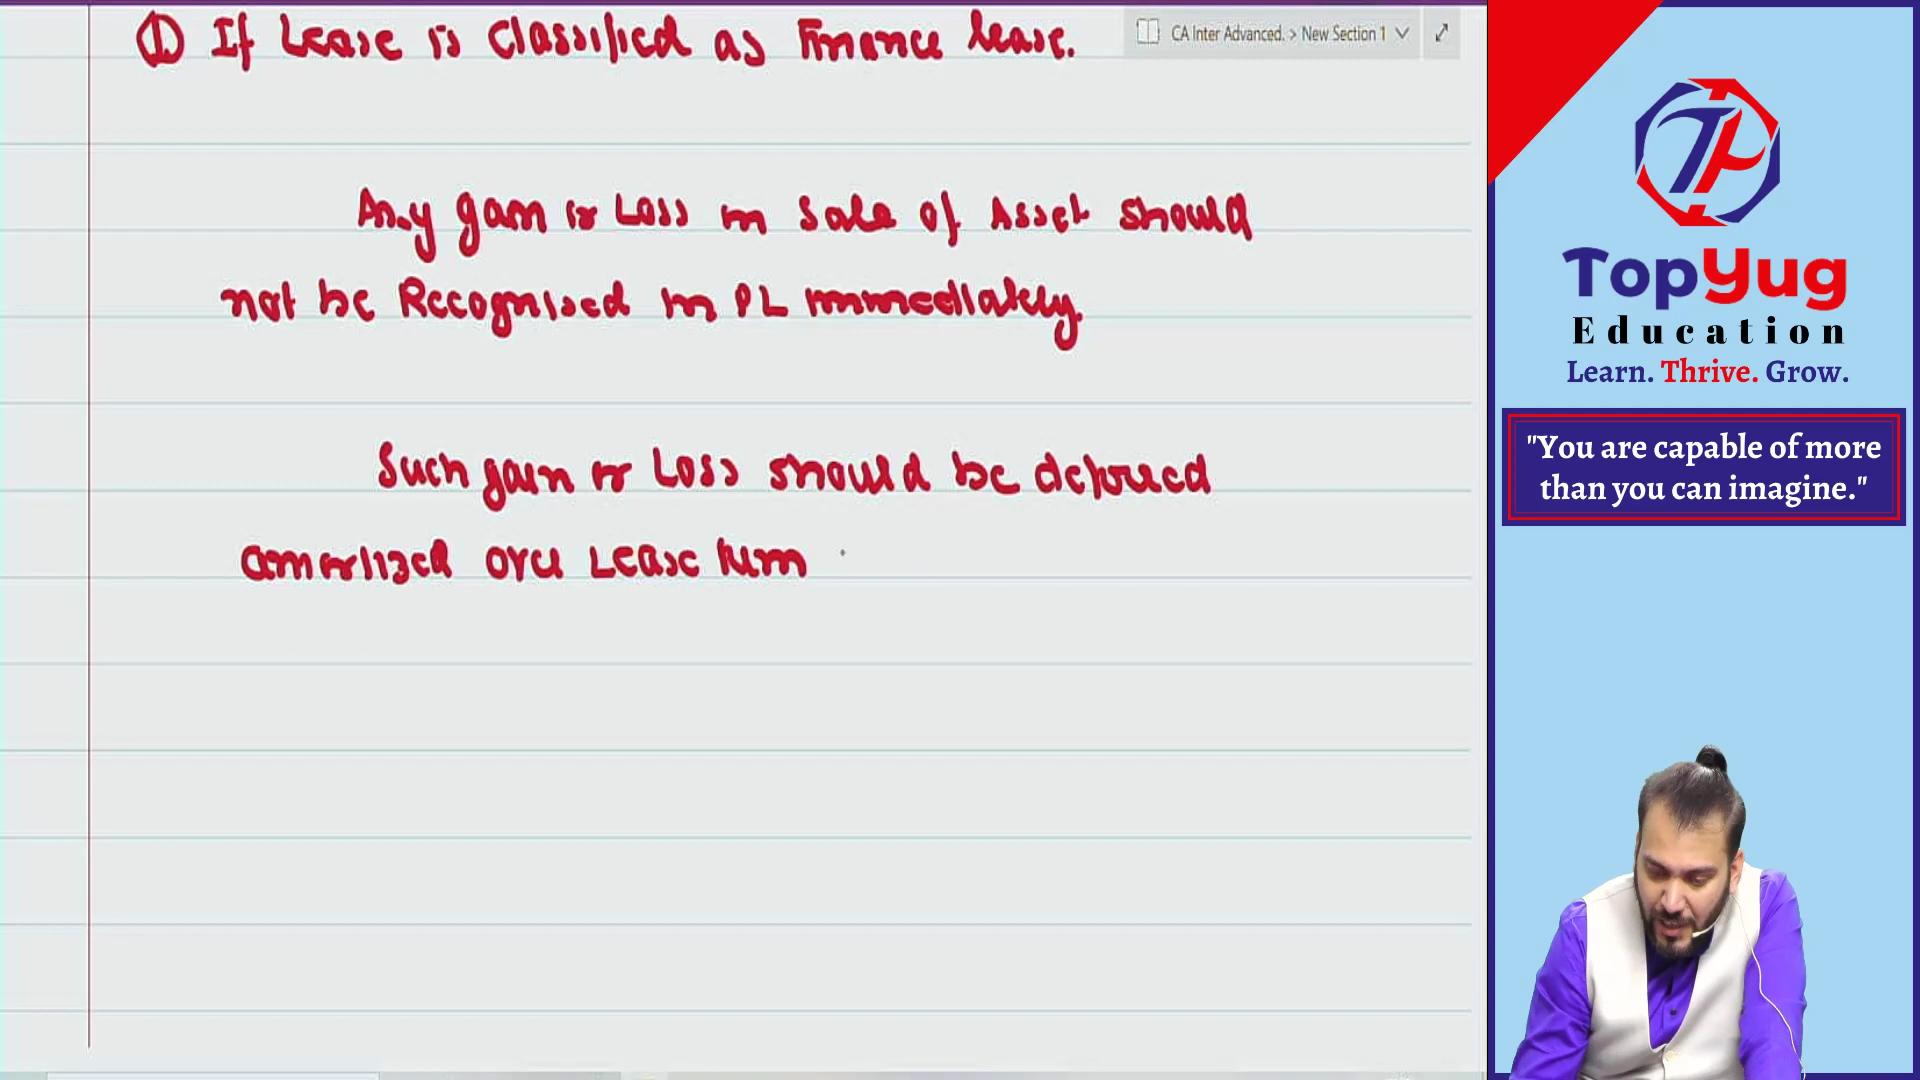 ① If Lease is Classified as Finance lease.
CA Inter Advanced. > New Section 1
Any gain or Loss on Sale of Asset should
not be Recognised in PL immediately.
Such gain or Loss should be deferred
amortized over Lease term
TopYug
Education
Learn. Thrive. Grow.
"You are capable of more
than you can imagine."